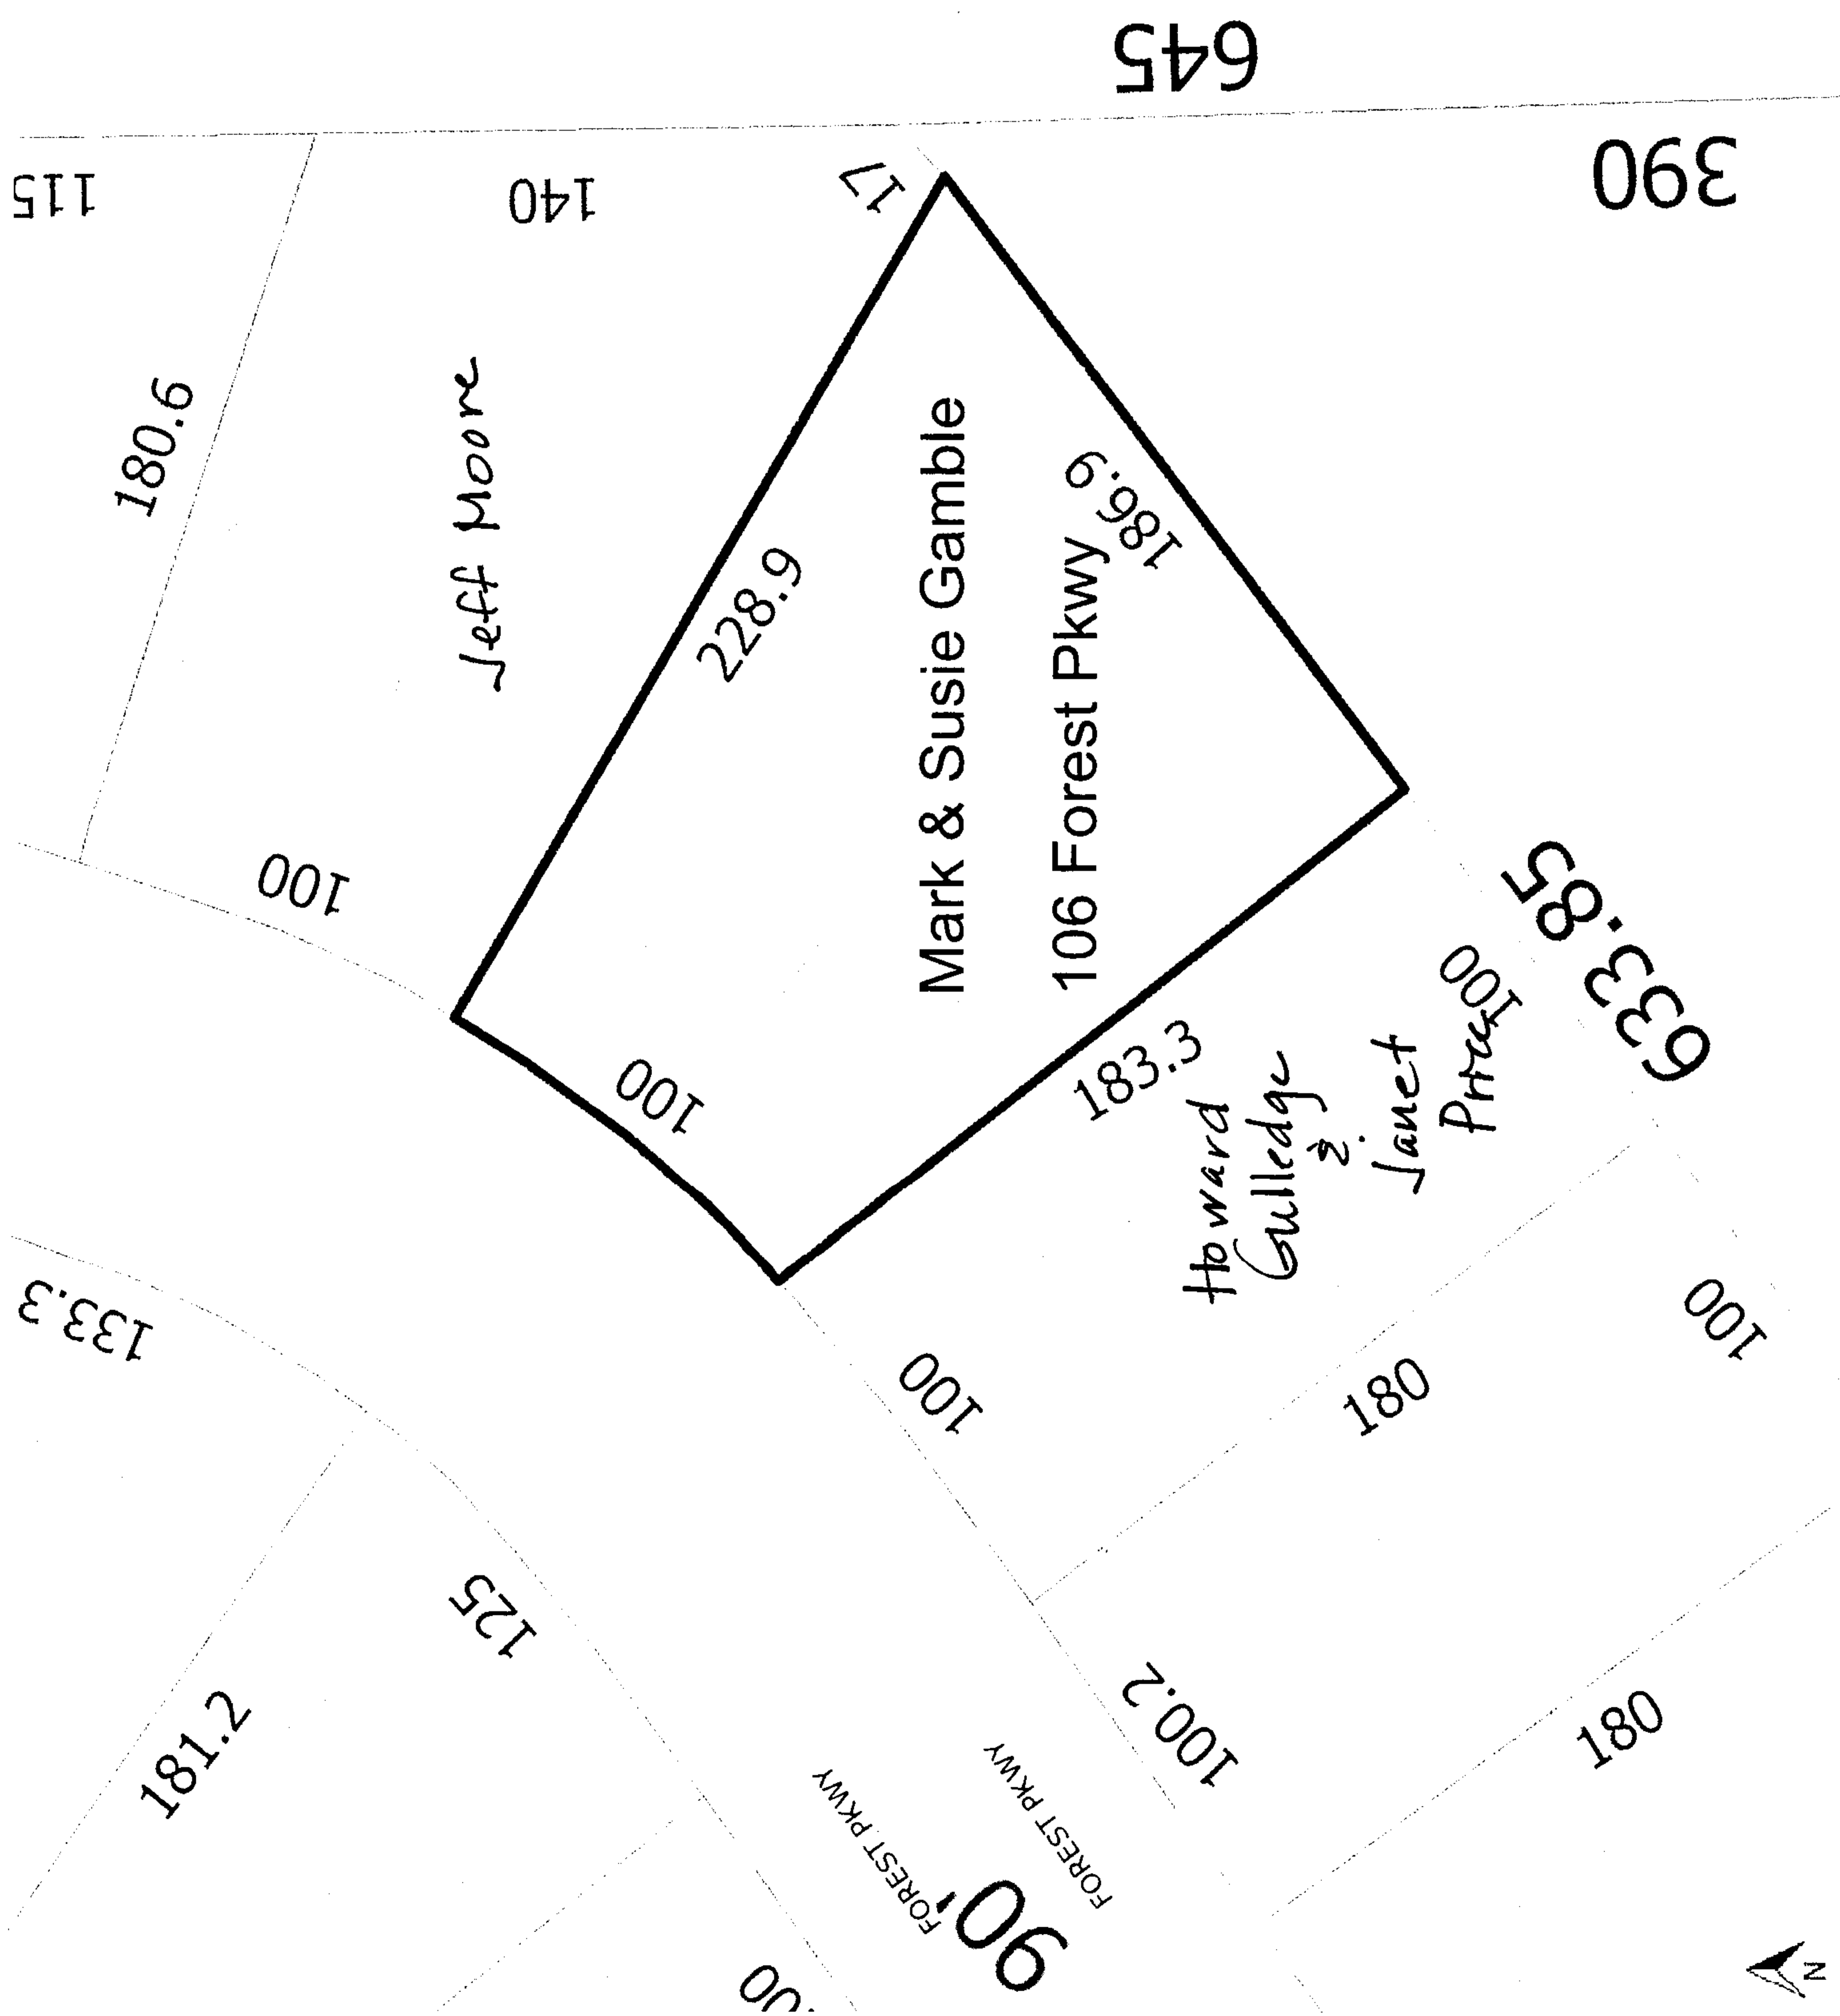 645
390
115
140
17
180.6
Jeff Moore
228.9
Mark & Susie Gamble
106 Forest Pkwy
186.9
100
100
183.3
Howard
Gulledge
&
Janet
100
633.85
133.3
100
180
100
125
181.2
100.2
180
FOREST PKWY
FOREST PKWY
90'
N